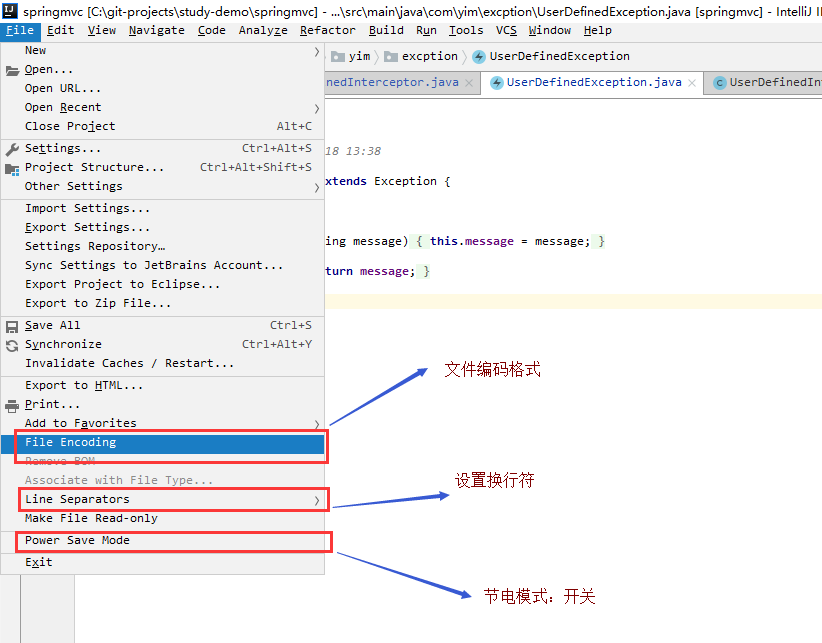 springmvc [C:\git-projects\study-demo\springmvc] - ...\src\main\java\com\yim\excption\UserDefinedException.java [springmvc] - IntelliJ
File Edit View Navigate Code Analyze Refactor Build Run Tools VCS Window Help
yim excption UserDefinedException
nedInterceptor.java UserDefinedException.java
New
Open...
Open URL...
Open Recent
Close Project Alt+C
Settings... Ctrl+Alt+S
Project Structure... Ctrl+Alt+Shift+S
Other Settings
Import Settings...
Export Settings...
Settings Repository…
Sync Settings to JetBrains Account...
Export Project to Eclipse...
Export to Zip File...
Save All Ctrl+S
Synchronize Ctrl+Alt+Y
Invalidate Caches / Restart...
Export to HTML...
Print...
Add to Favorites
File Encoding
Remove BOM
Associate with File Type...
Line Separators
Make File Read-only
Power Save Mode
Exit
18 13:38
xtends Exception {
ing message) { this.message = message; }
turn message; }
文件编码格式
设置换行符
节电模式: 开关